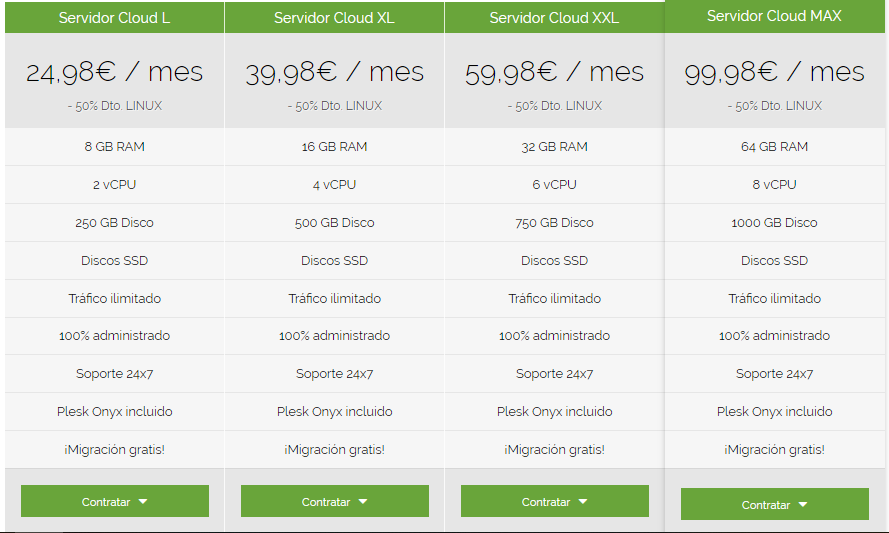 Servidor Cloud L
24,98€ / mes
- 50% Dto. LINUX
8 GB RAM
2 vCPU
250 GB Disco
Discos SSD
Tráfico ilimitado
100% administrado
Soporte 24x7
Plesk Onyx incluido
¡Migración gratis!
Contratar
Servidor Cloud XL
39,98€ / mes
- 50% Dto. LINUX
16 GB RAM
4 vCPU
500 GB Disco
Discos SSD
Tráfico ilimitado
100% administrado
Soporte 24x7
Plesk Onyx incluido
¡Migración gratis!
Contratar
Servidor Cloud XXL
59,98€ / mes
- 50% Dto. LINUX
32 GB RAM
6 vCPU
750 GB Disco
Discos SSD
Tráfico ilimitado
100% administrado
Soporte 24x7
Plesk Onyx incluido
¡Migración gratis!
Contratar
Servidor Cloud MAX
99,98€ / mes
- 50% Dto. LINUX
64 GB RAM
8 vCPU
1000 GB Disco
Discos SSD
Tráfico ilimitado
100% administrado
Soporte 24x7
Plesk Onyx incluido
¡Migración gratis!
Contratar